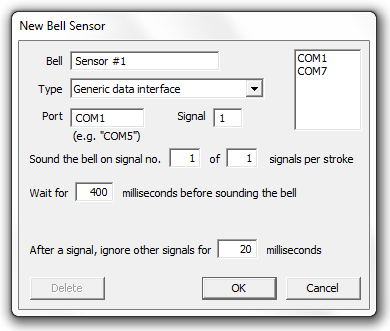 New Bell Sensor
Bell Sensor #1
COM1
COM7
Type Generic data interface
Port COM1 Signal 1
(e.g. "COM5")
Sound the bell on signal no. 1 of 1 signals per stroke
Wait for 400 milliseconds before sounding the bell
After a signal, ignore other signals for 20 milliseconds
Delete OK Cancel